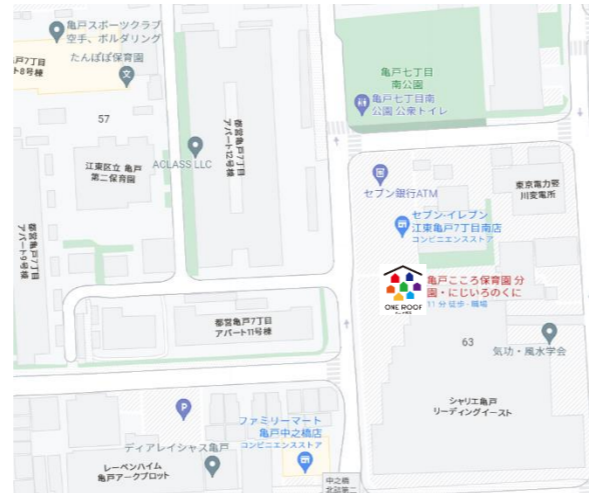 亀戸スポーツクラブ
空手、ボルダリング
たんぽぽ保育園
戸7丁目
ト8号棟
57
江東区立 亀戸
第二保育園
ACLASS LLC
都営亀戸7丁目
アパート12号棟
都営亀戸7丁目
アパート9号棟
亀戸七丁目
南公園
亀戸七丁目南
公園 公衆トイレ
セブン銀行ATM
東京電力竪
川変電所
セブン-イレブン
江東亀戸7丁目南店
コンビニエンスストア
ONE ROOF
亀戸こころ保育園 分
園・にじいろのくに
11 分 徒歩 - 職場
都営亀戸7丁目
アパート11号棟
63
気功・風水学会
シャリエ亀戸
リーディングイースト
P
ファミリーマート
亀戸中之橋店
コンビニエンスストア
ディアレイシャス亀戸
レーベンハイム
亀戸アークプロット
中之橋
北詰第二